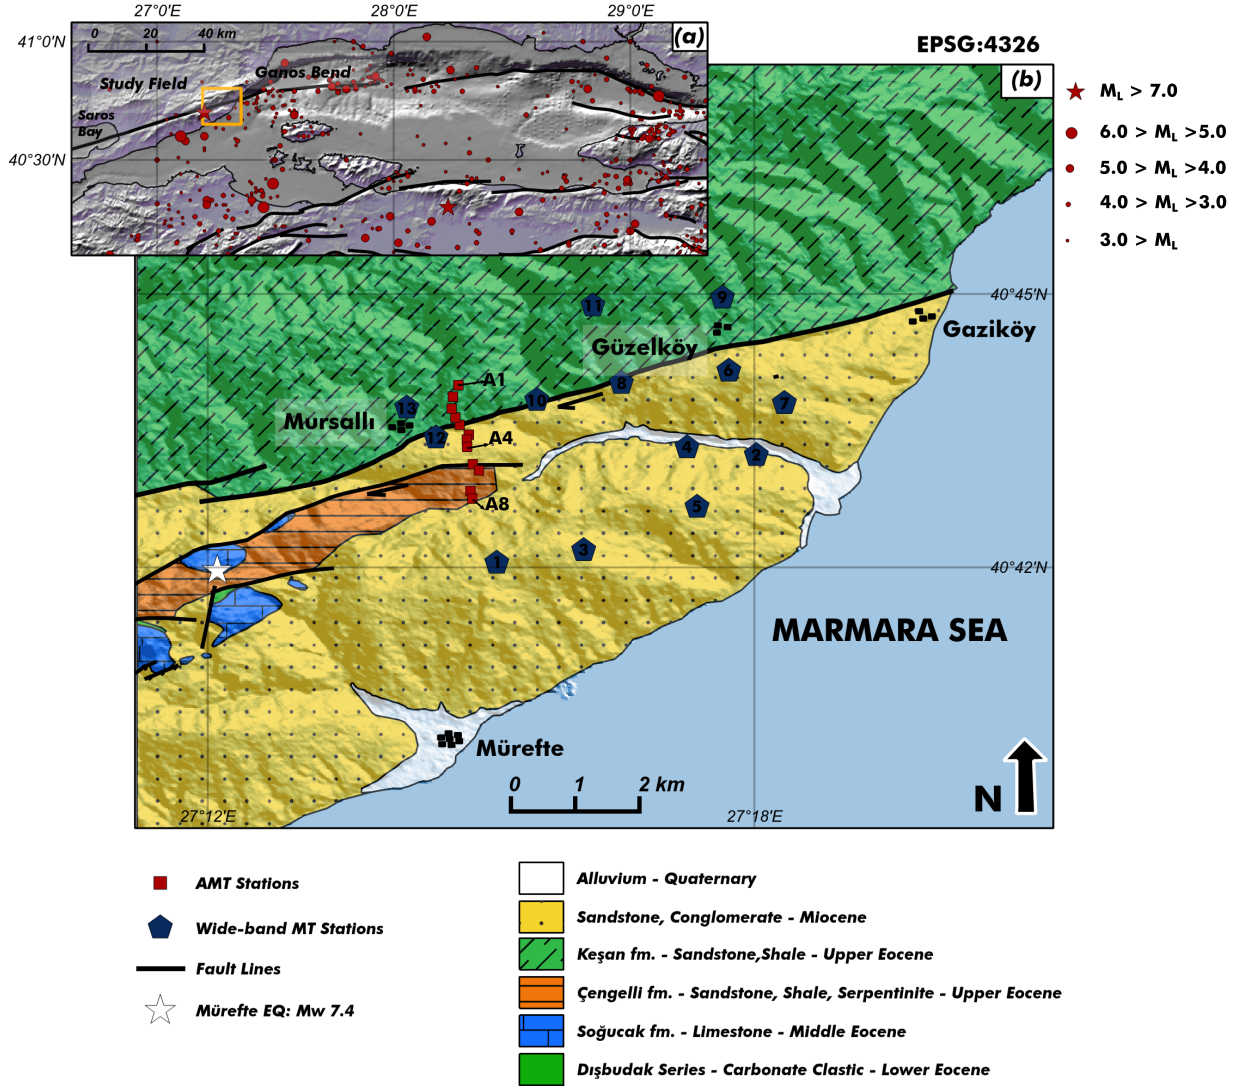 27°0'E
28°0'E
29°0'E
41°0'N
0 20 40 km
(a)
EPSG:4326
Ganos Bend
Study Field
(b)
Saros
Bay
40°30'N
ML > 7.0
6.0 > ML >5.0
5.0 > ML >4.0
4.0 > ML >3.0
3.0 > ML
9
11
40°45'N
Gaziköy
Güzelköy
6
A1
8
10
7
13
Mursallı
12
A4
4
2
A8
5
3
1
40°42'N
MARMARA SEA
Mürefte
0 1 2 km
N
27°12'E
27°18'E
AMT Stations
Wide-band MT Stations
Fault Lines
Mürefte EQ: Mw 7.4
Alluvium - Quaternary
Sandstone, Conglomerate - Miocene
Keşan fm. - Sandstone,Shale - Upper Eocene
Çengelli fm. - Sandstone, Shale, Serpentinite - Upper Eocene
Soğucak fm. - Limestone - Middle Eocene
Dışbudak Series - Carbonate Clastic - Lower Eocene